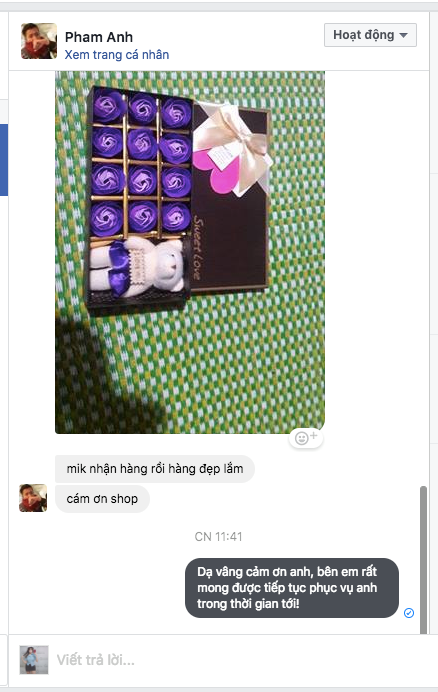 Pham Anh
Xem trang cá nhân
Hoạt động
Sweet Love
mik nhận hàng rồi hàng đẹp lắm
cám ơn shop
CN 11:41
Dạ vâng cảm ơn anh, bên em rất
mong được tiếp tục phục vụ anh
trong thời gian tới!
Viết trả lời...